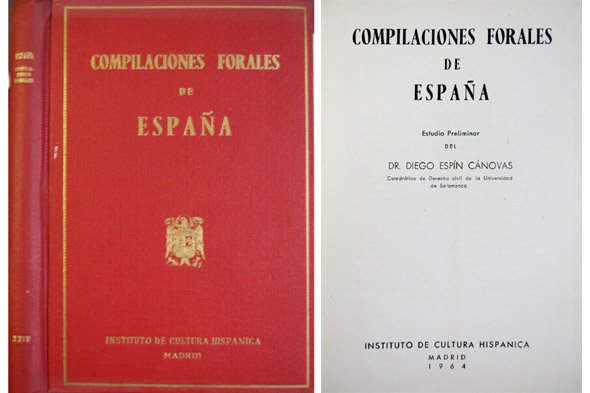 COMPILACIONES FORALES
DE
ESPAÑA
INSTITUTO DE CULTURA HISPANICA
MADRID
COMPILACIONES FORALES
DE
ESPAÑA
Estudio Preliminar
DEL
DR. DIEGO ESPÍN CÁNOVAS
Catedrático de Derecho civil de la Universidad
de Salamanca.
INSTITUTO DE CULTURA HISPANICA
MADRID
1964